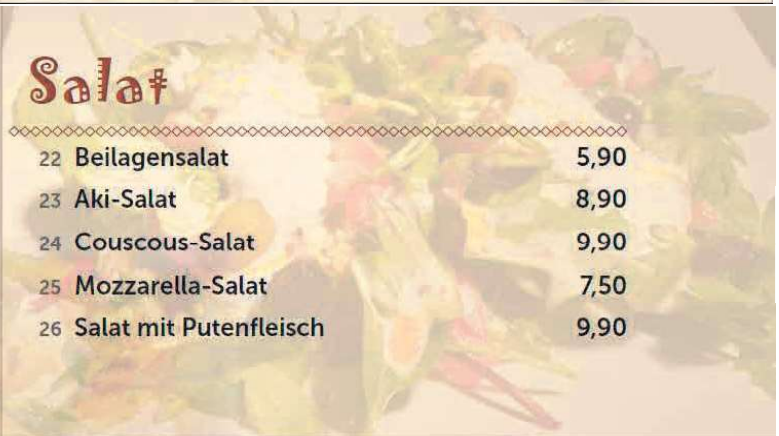 Salat
22 Beilagensalat 5,90
23 Aki-Salat 8,90
24 Couscous-Salat 9,90
25 Mozzarella-Salat 7,50
26 Salat mit Putenfleisch 9,90